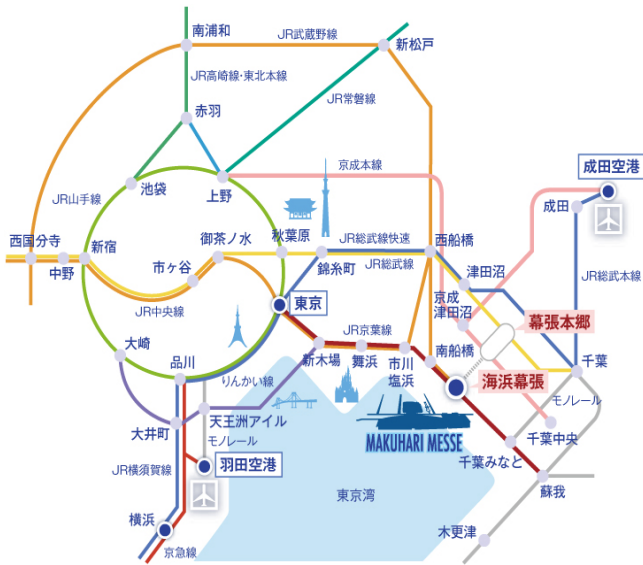 南浦和
JR武蔵野線
新松戸
JR高崎線・東北本線
JR常磐線
赤羽
京成本線
成田空港
JR山手線
池袋
上野
成田
西国分寺
中野
新宿
御茶ノ水
秋葉原
JR総武線快速
西船橋
市ケ谷
錦糸町
JR総武線
津田沼
JR総武本線
JR中央線
東京
京成
津田沼
幕張本郷
大崎
JR京葉線
品川
りんかい線
新木場
舞浜
市川
塩浜
南船橋
海浜幕張
千葉
モノレール
大井町
天王洲アイル
モノレール
MAKUHARI MESSE
千葉中央
千葉みなと
JR横須賀線
羽田空港
東京湾
蘇我
横浜
京急線
木更津